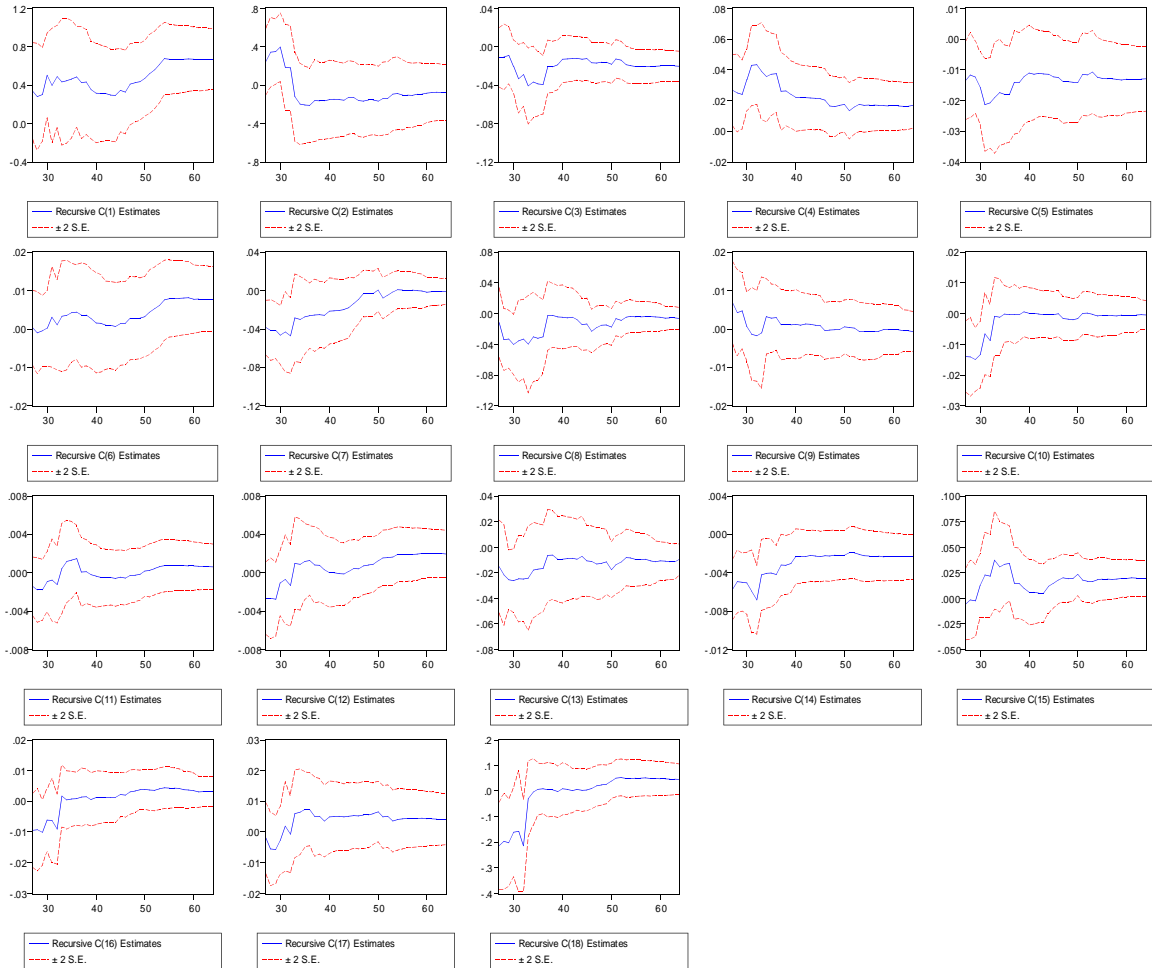 1.2
0.8
0.4
0.0
-0.4
30 40 50 60
Recursive C(1) Estimates
± 2 S.E.
.8
.4
.0
-.4
-.8
30 40 50 60
Recursive C(2) Estimates
± 2 S.E.
.04
.00
-.04
-.08
-.12
30 40 50 60
Recursive C(3) Estimates
± 2 S.E.
.08
.06
.04
.02
.00
-.02
30 40 50 60
Recursive C(4) Estimates
± 2 S.E.
.01
.00
-.01
-.02
-.03
-.04
30 40 50 60
Recursive C(5) Estimates
± 2 S.E.
.02
.01
.00
-.01
-.02
30 40 50 60
Recursive C(6) Estimates
± 2 S.E.
.04
.00
-.04
-.08
-.12
30 40 50 60
Recursive C(7) Estimates
± 2 S.E.
.08
.04
.00
-.04
-.08
-.12
30 40 50 60
Recursive C(8) Estimates
± 2 S.E.
.02
.01
.00
-.01
-.02
30 40 50 60
Recursive C(9) Estimates
± 2 S.E.
.02
.01
.00
-.01
-.02
-.03
30 40 50 60
Recursive C(10) Estimates
± 2 S.E.
.008
.004
.000
-.004
-.008
30 40 50 60
Recursive C(11) Estimates
± 2 S.E.
.008
.004
.000
-.004
-.008
30 40 50 60
Recursive C(12) Estimates
± 2 S.E.
.04
.02
.00
-.02
-.04
-.06
-.08
30 40 50 60
Recursive C(13) Estimates
± 2 S.E.
.004
.000
-.004
-.008
-.012
30 40 50 60
Recursive C(14) Estimates
± 2 S.E.
.100
.075
.050
.025
.000
-.025
-.050
30 40 50 60
Recursive C(15) Estimates
± 2 S.E.
.02
.01
.00
-.01
-.02
-.03
30 40 50 60
Recursive C(16) Estimates
± 2 S.E.
.03
.02
.01
.00
-.01
-.02
30 40 50 60
Recursive C(17) Estimates
± 2 S.E.
.2
.1
.0
-.1
-.2
-.3
-.4
30 40 50 60
Recursive C(18) Estimates
± 2 S.E.